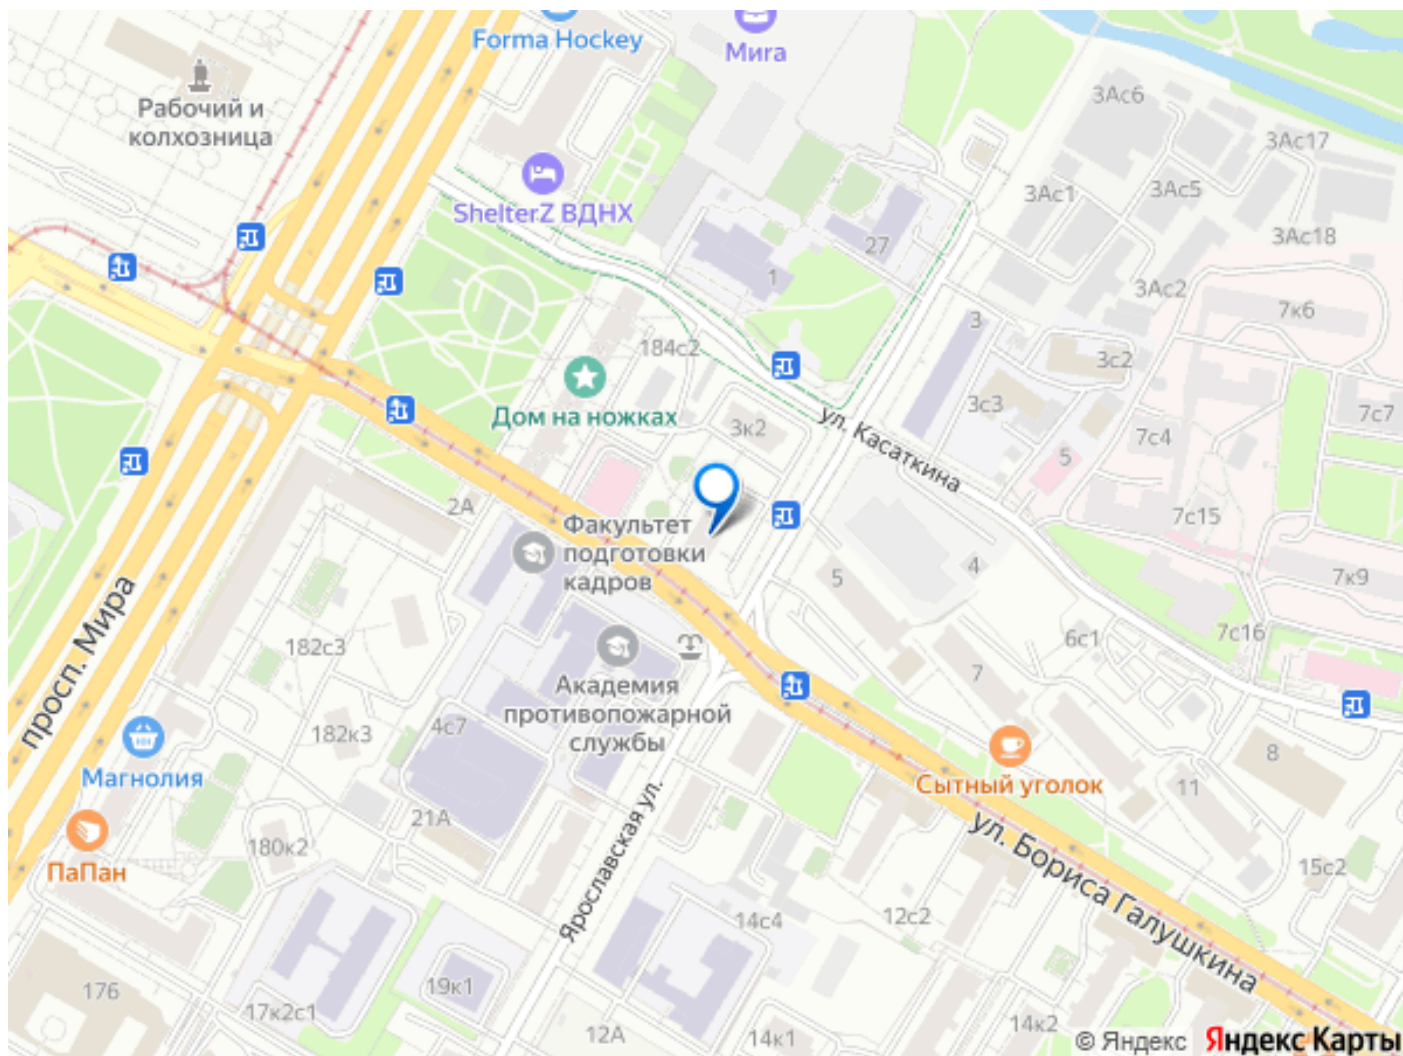 Forma Hockey
Мира
Рабочий и
колхозница
3Ас6
3Ас17
3Ас1
3Ас5
ShelterZ ВДНХ
27
3Ас18
1
3Ас2
7к6
3
184с2
3с2
Дом на ножках
3к2
3с3
7с7
ул. Касаткина
7с4
5
2А
7с15
Факультет
подготовки
кадров
5
4
7к9
просп. Мира
182с3
6с1
7с16
7
Академия
противопожарной
службы
182к3
4с7
8
Магнолия
Сытный уголок
11
21А
ул. Бориса Галушкина
180к2
ПаПан
Ярославская ул.
15с2
14с4
12с2
176
19к1
17к2с1
12А
14к1
14к2
© Яндекс Яндекс Карты